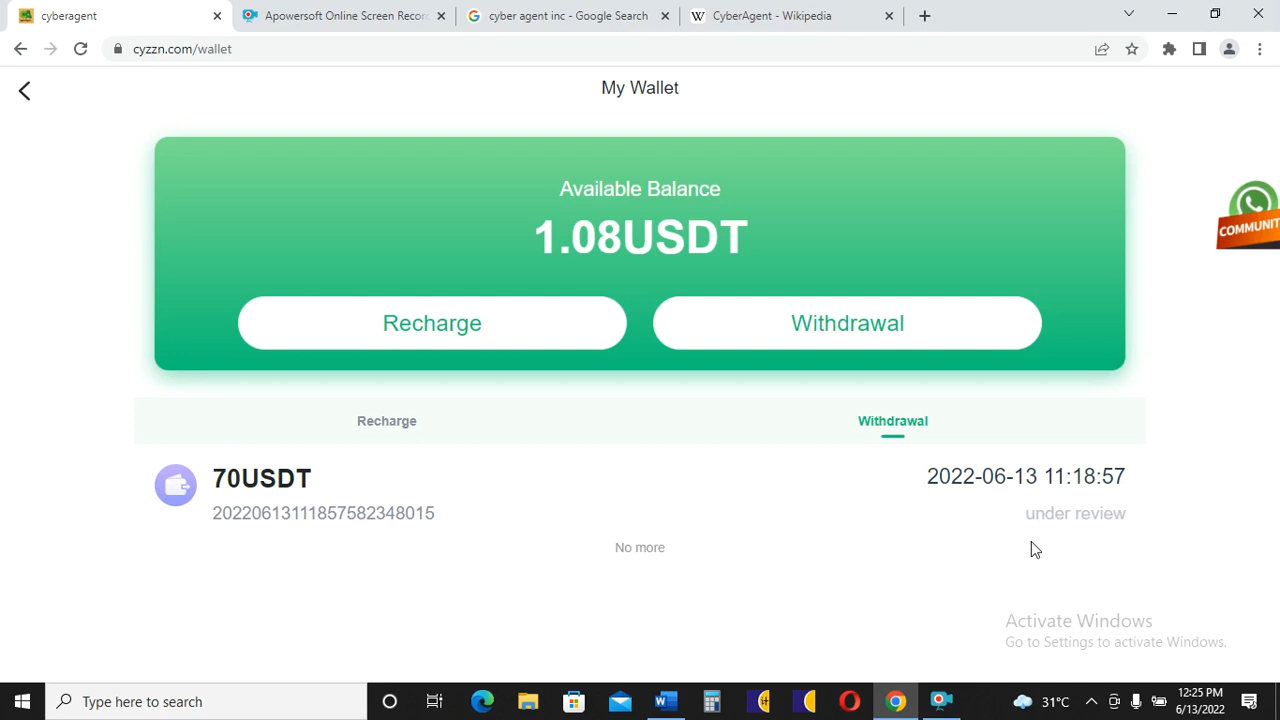 cyberagent
Apowersoft Online Screen Recor
cyber agent inc - Google Search
CyberAgent - Wikipedia
cyzzn.com/wallet
My Wallet
Available Balance
1.08USDT
COMMUNIT
Recharge
Withdrawal
Recharge
Withdrawal
70USDT
2022-06-13 11:18:57
20220613111857582348015
under review
No more
Activate Windows
Go to Settings to activate Windows.
Type here to search
31°C
12:25 PM
6/13/2022